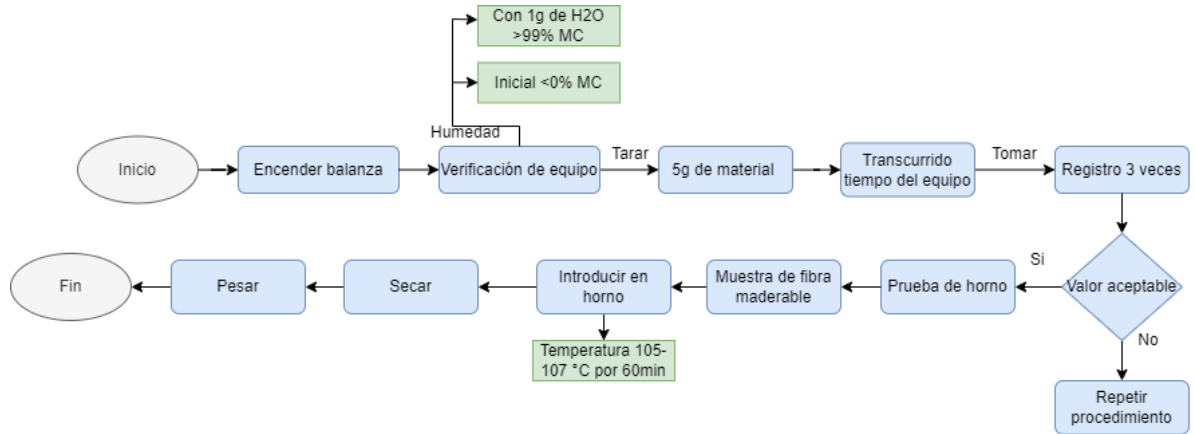 Con 1g de H2O
>99% MC
Inicial <0% MC
Humedad
Inicio
Encender balanza
Verificación de equipo
Tarar
5g de material
Transcurrido
tiempo del equipo
Tomar
Registro 3 veces
Valor aceptable
Si
No
Repetir
procedimiento
Prueba de horno
Muestra de fibra
maderable
Introducir en
horno
Temperatura 105-
107 °C por 60min
Secar
Pesar
Fin